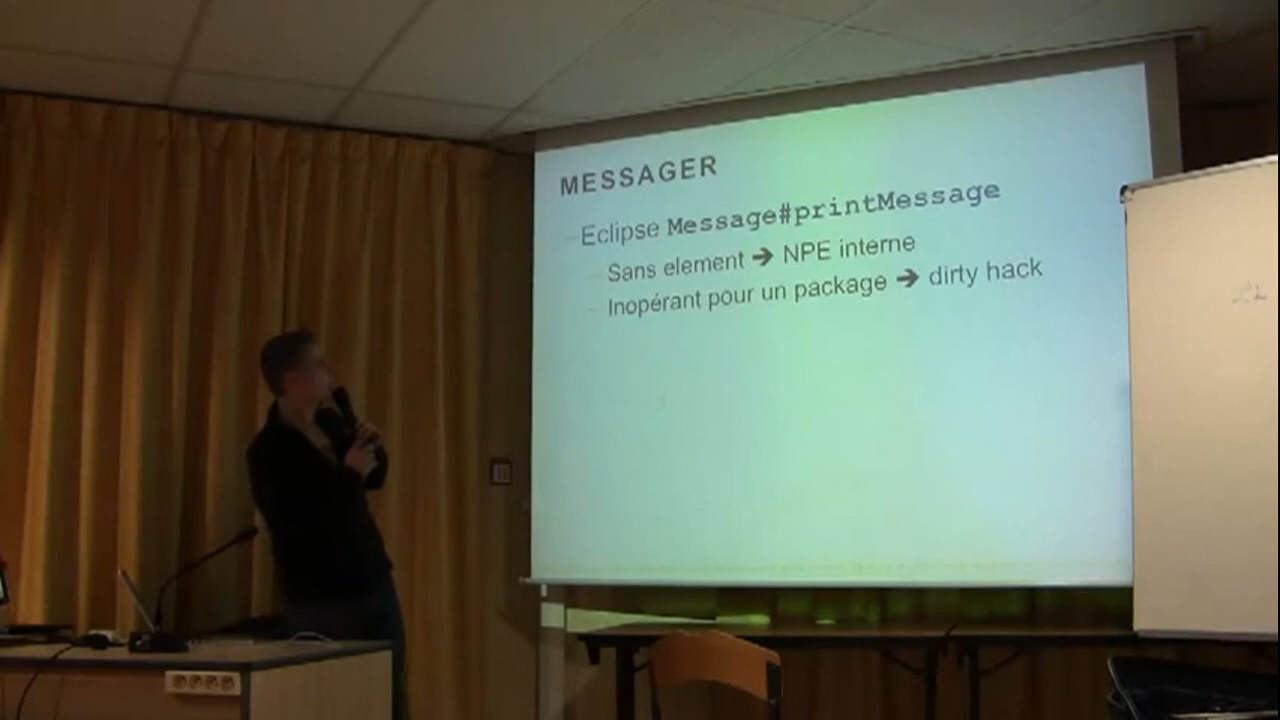 MESSAGER
–Eclipse Message#printMessage
– Sans element ➔ NPE interne
– Inopérant pour un package ➔ dirty hack